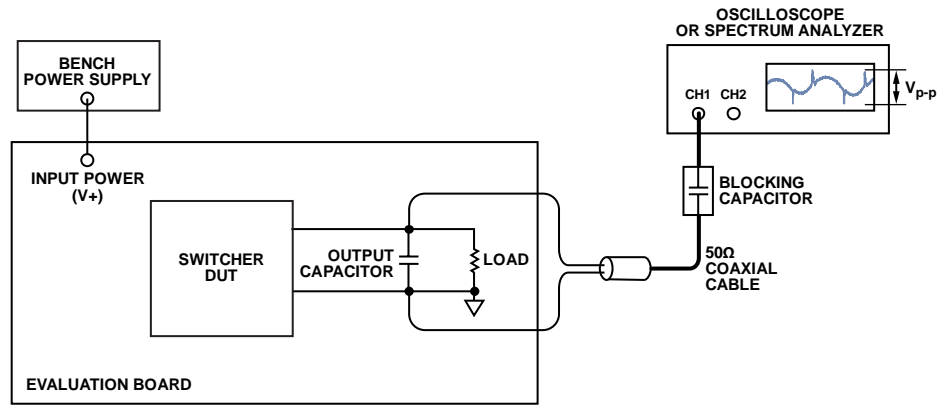 OSCILLOSCOPE
OR SPECTRUM ANALYZER
BENCH
POWER SUPPLY
CH1 CH2
Vp-p
INPUT POWER
(V+)
BLOCKING
CAPACITOR
SWITCHER
DUT
OUTPUT
CAPACITOR
LOAD
50Ω
COAXIAL
CABLE
EVALUATION BOARD